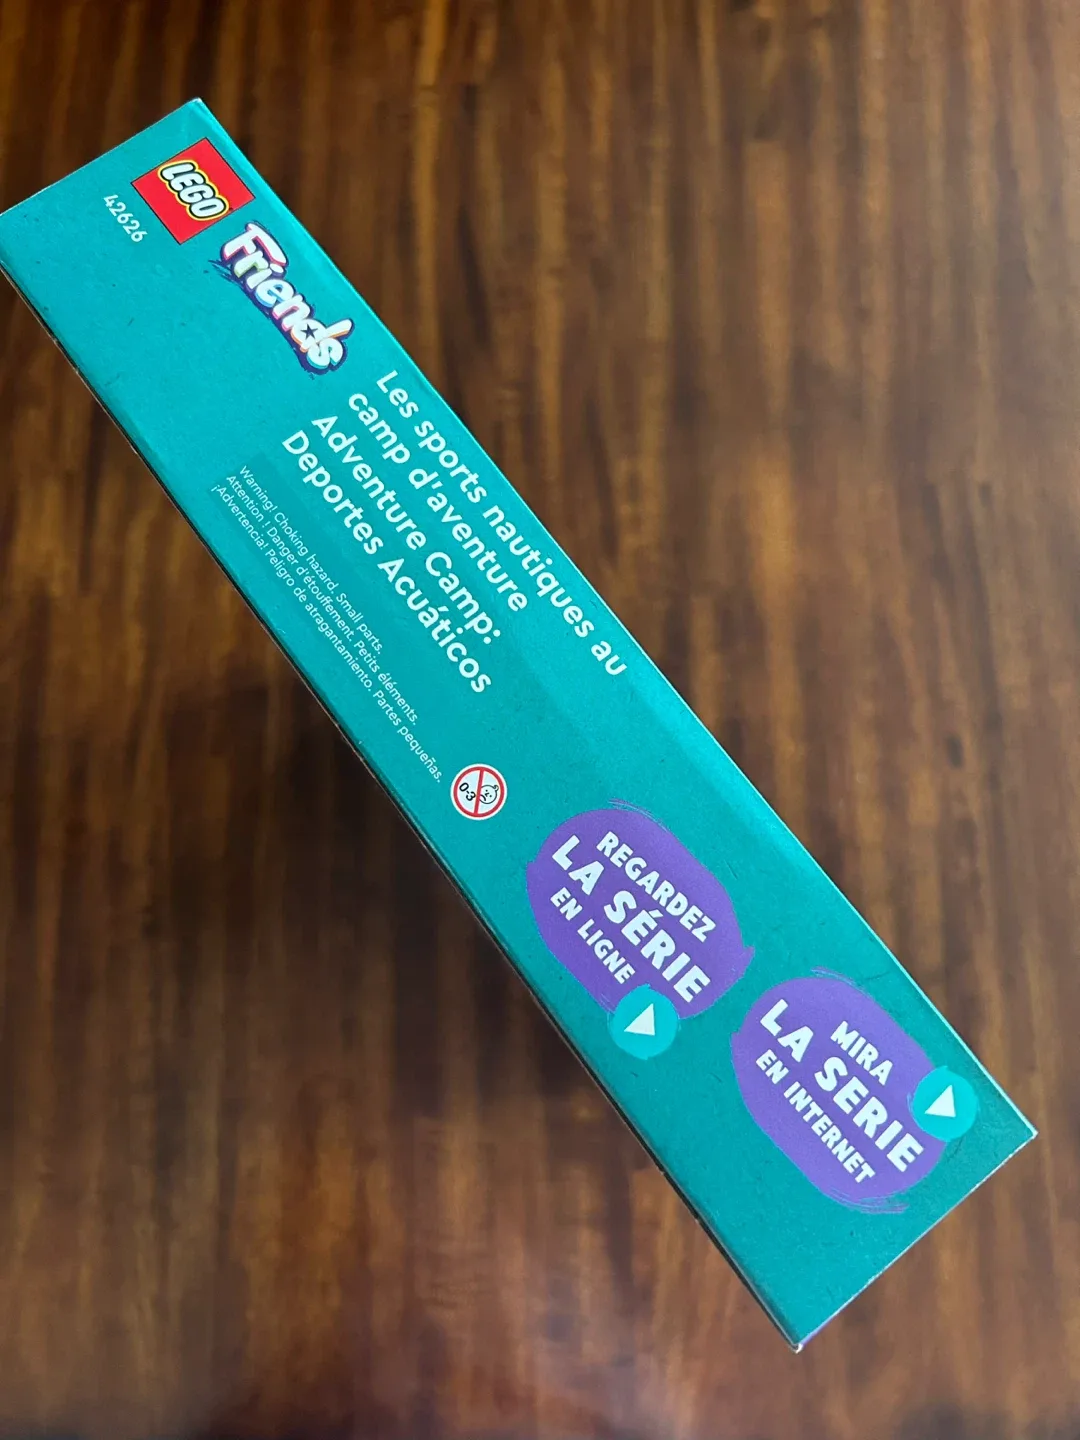 LEGO
42626
Friends
Les sports nautiques au
camp d'aventure
Adventure Camp:
Deportes Acuáticos
Warning! Choking hazard. Small parts.
Attention ! Danger d'étouffement. Petits éléments.
¡Advertencia! Peligro de atragantamiento. Partes pequeñas.
0-3
REGARDEZ
LA SÉRIE
EN LIGNE
MIRA
LA SERIE
EN INTERNET